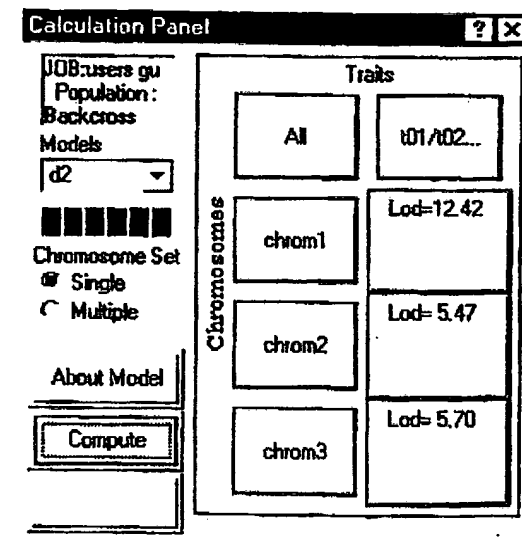 Calculation Panel
? X
JOB:users gu
Population :
Backcross
Models
d2
Chromosome Set
Single
Multiple
About Model
Compute
Traits
All
t01/t02...
Chromosomes
chrom1
Lod=12.42
chrom2
Lod= 5.47
chrom3
Lod= 5.70